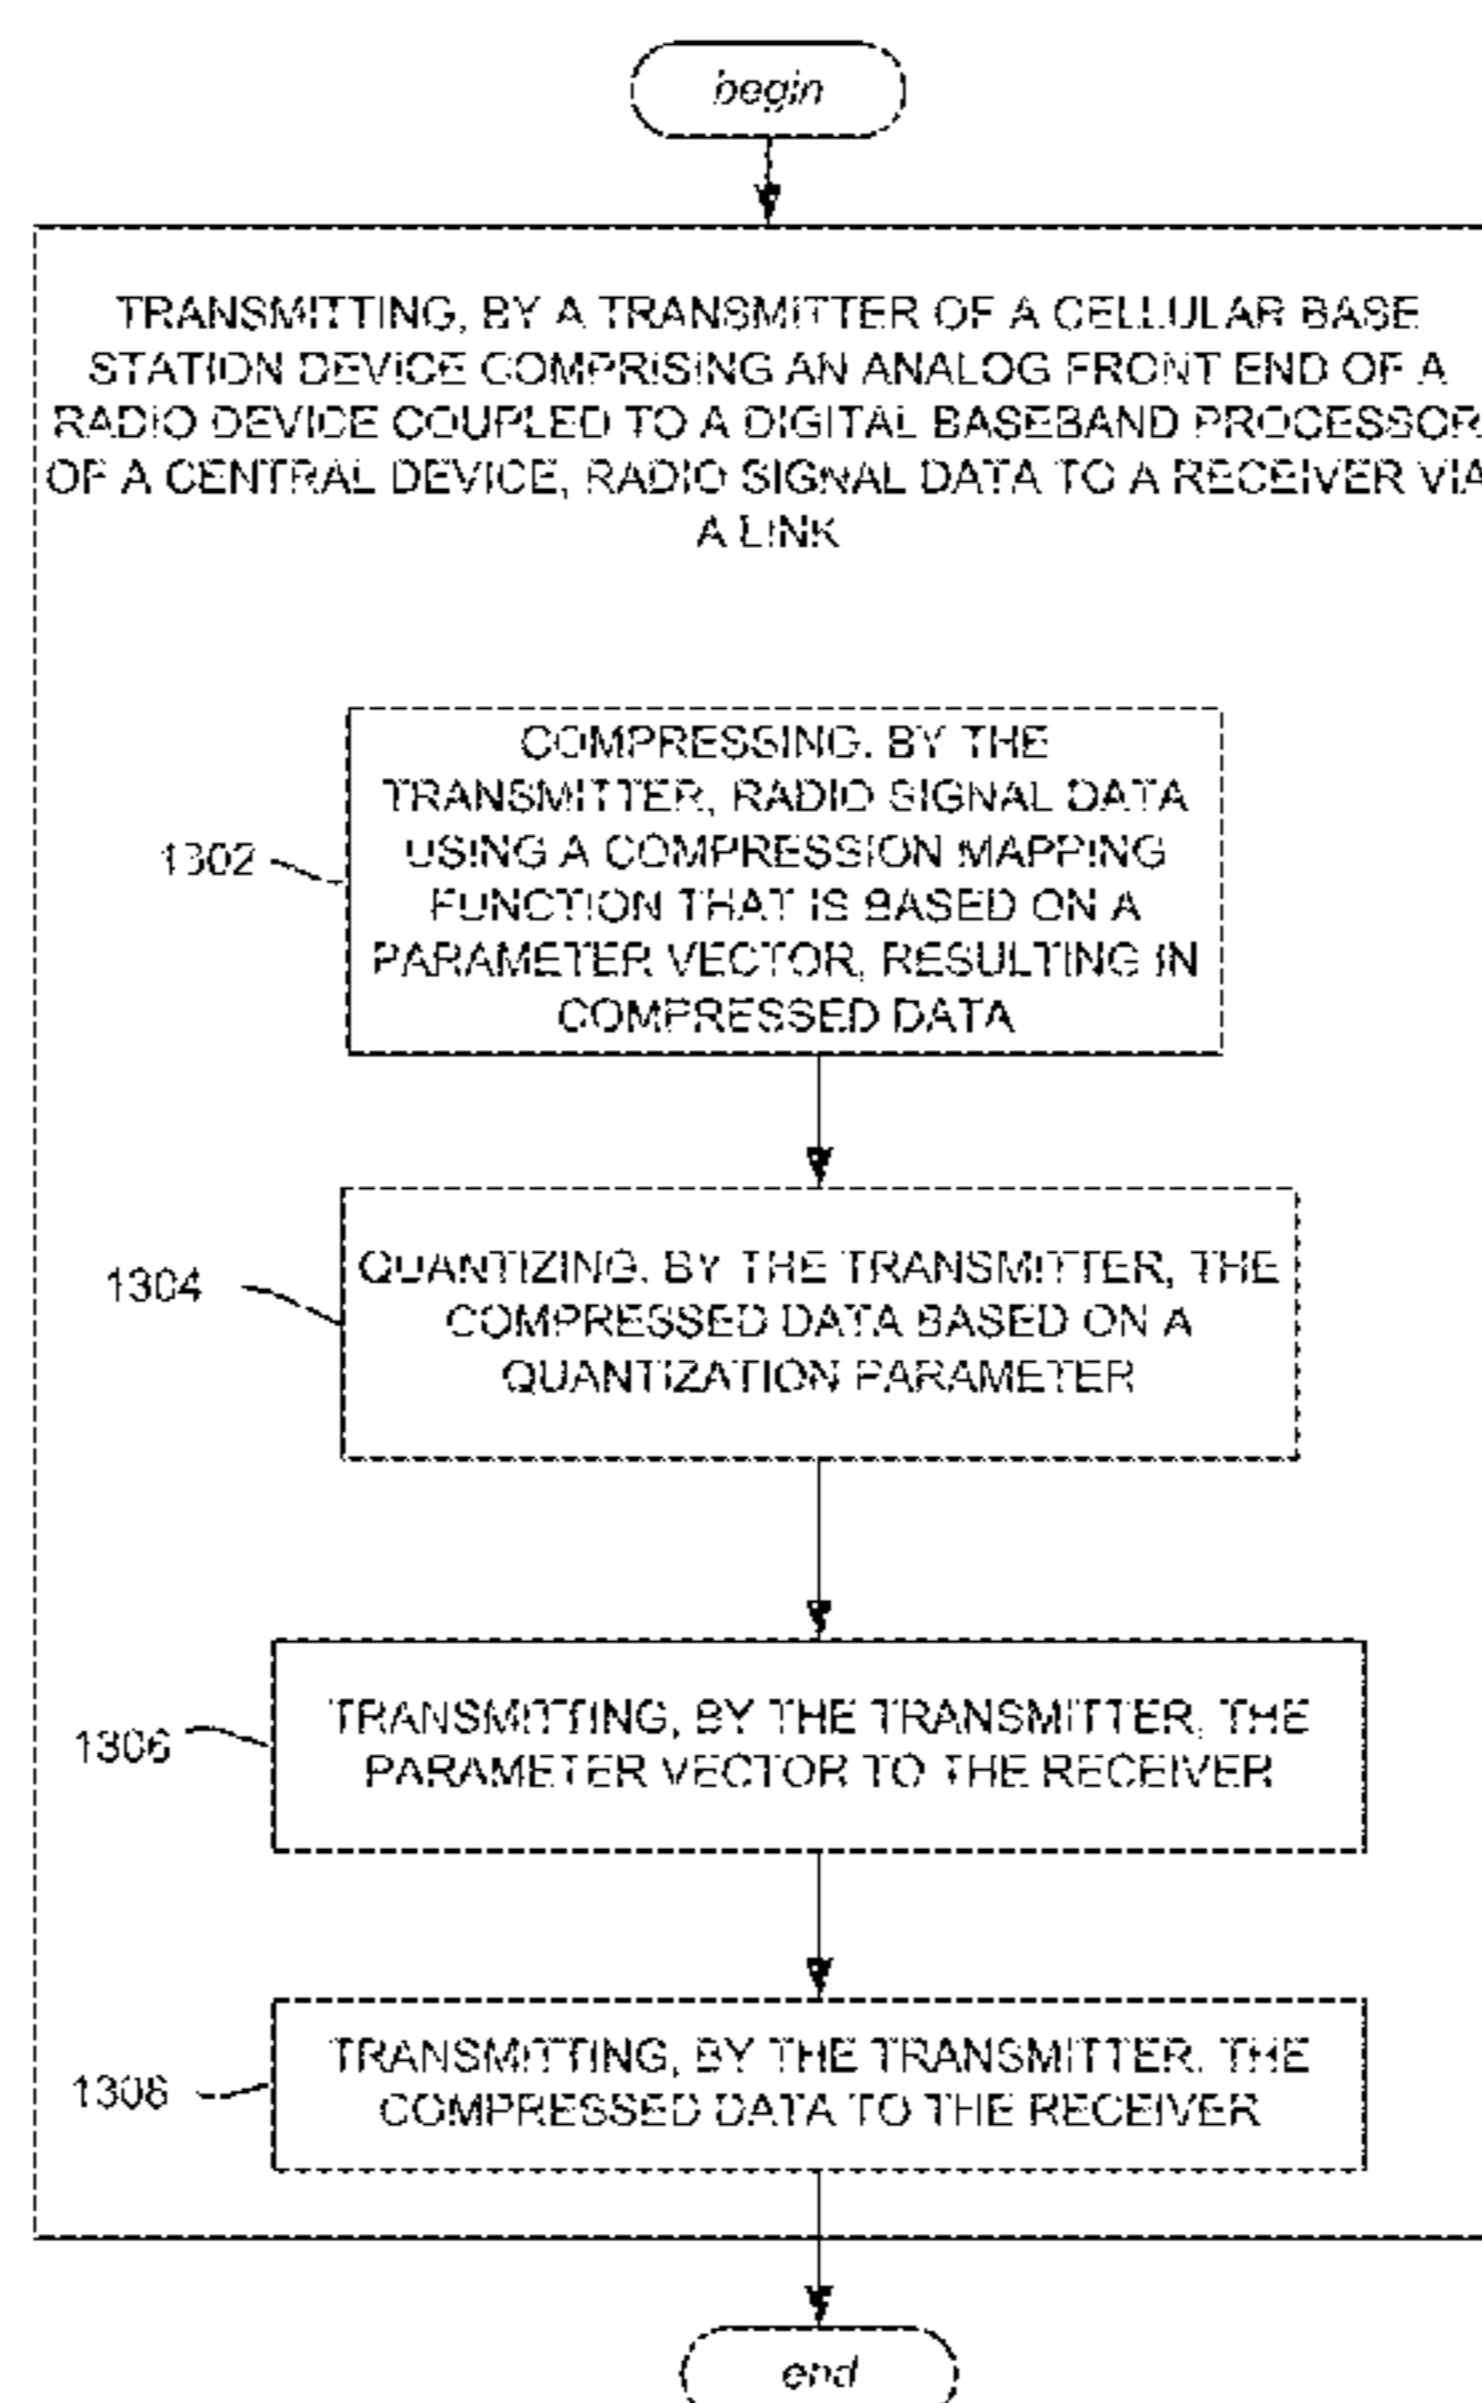 begin
TRANSMITTING, BY A TRANSMITTER OF A CELLULAR BASE
STATION DEVICE COMPRISING AN ANALOG FRONT END OF A
RADIO DEVICE COUPLED TO A DIGITAL BASEBAND PROCESSOR
OF A CENTRAL DEVICE, RADIO SIGNAL DATA TO A RECEIVER VIA
A LINK
COMPRESSING, BY THE
TRANSMITTER, RADIO SIGNAL DATA
1302
USING A COMPRESSION MAPPING
FUNCTION THAT IS BASED ON A
PARAMETER VECTOR, RESULTING IN
COMPRESSED DATA
1304
QUANTIZING, BY THE TRANSMITTER, THE
COMPRESSED DATA BASED ON A
QUANTIZATION PARAMETER
1306
TRANSMITTING, BY THE TRANSMITTER, THE
PARAMETER VECTOR TO THE RECEIVER
1308
TRANSMITTING, BY THE TRANSMITTER, THE
COMPRESSED DATA TO THE RECEIVER
end